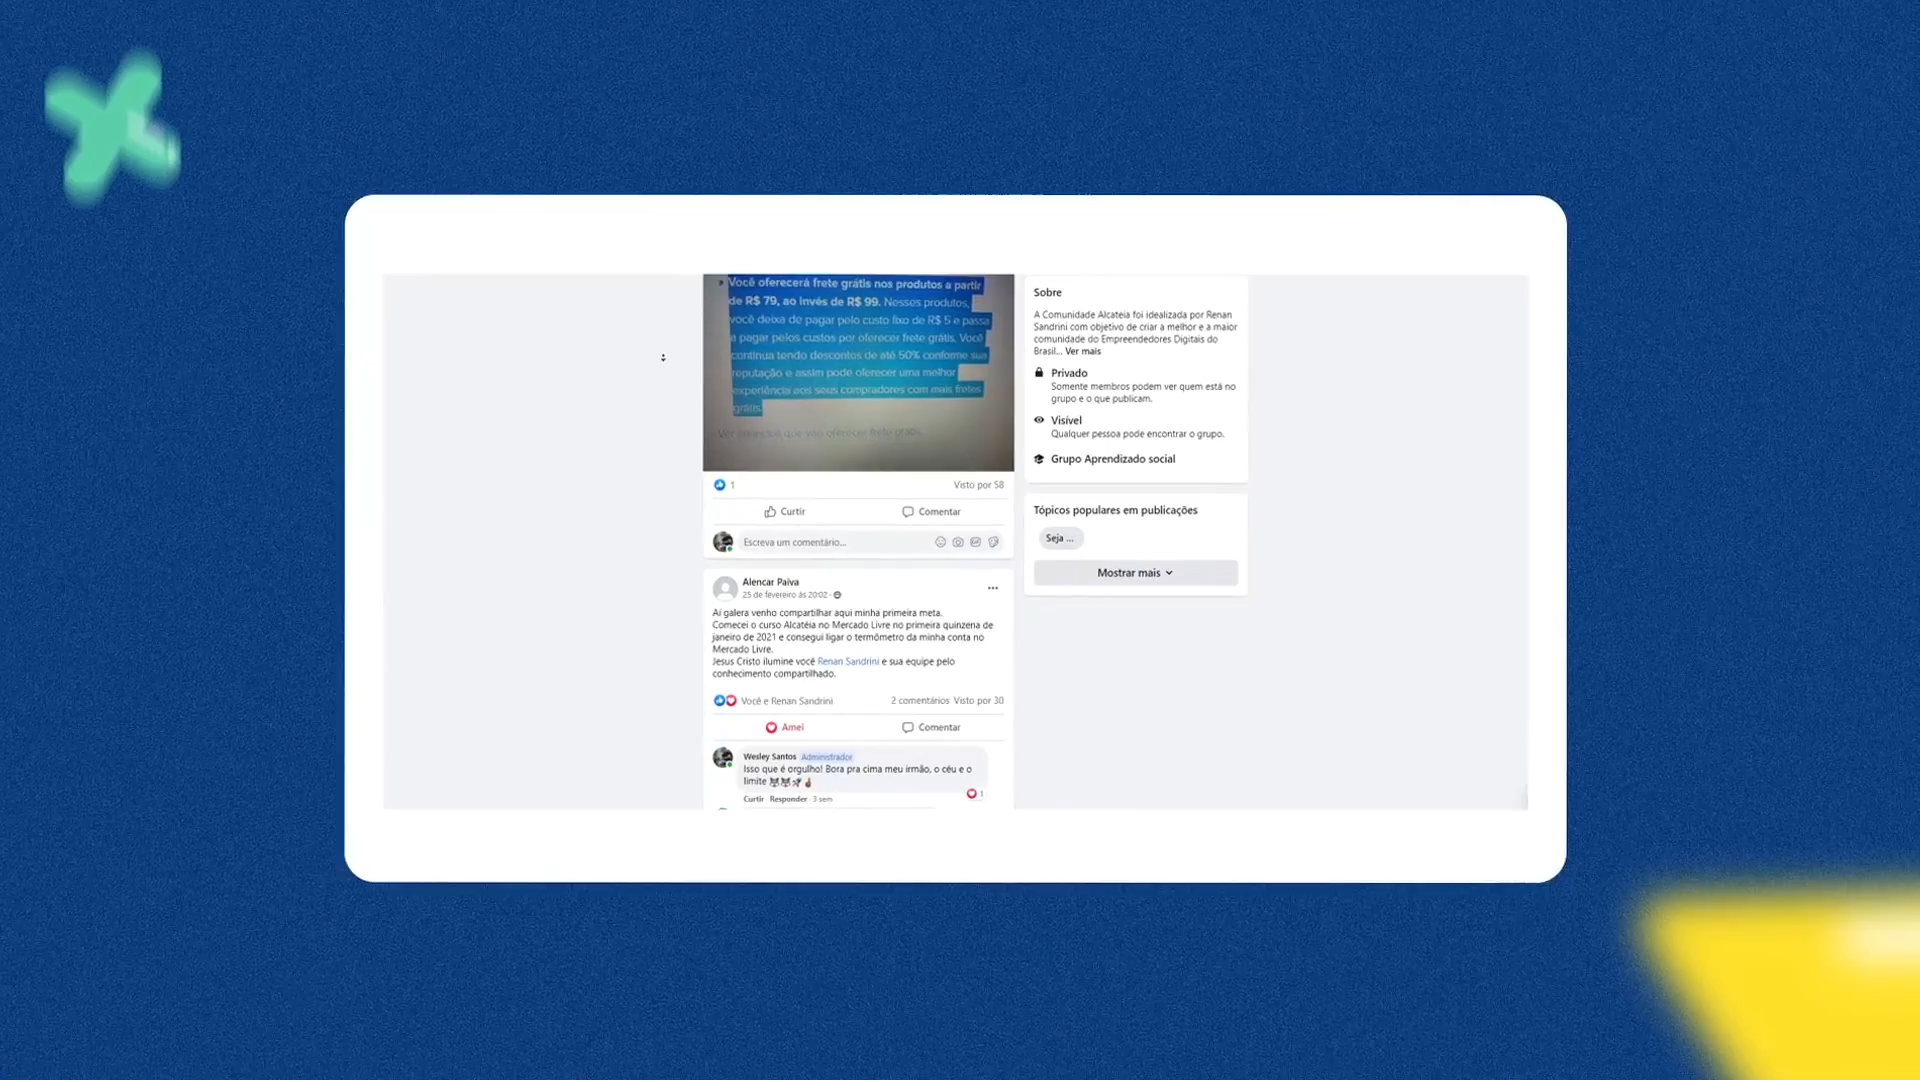 Você oferecerá frete grátis nos produtos a partir
de R$ 79, ao invés de R$ 99. Nesses produtos,
você deixa de pagar pelo custo fixo de R$ 5 e passa
a pagar pelos custos por oferecer frete grátis. Você
continua tendo descontos de até 50% conforme sua
reputação e assim pode oferecer uma melhor
experiência aos seus compradores com mais fretes
grátis.
Ver anúncios que vão oferecer frete grátis.
1
Visto por 58
Curtir
Comentar
Escreva um comentário...
Alencar Paiva
25 de fevereiro às 20:02
Aí galera venho compartilhar aqui minha primeira meta.
Comecei o curso Alcatéia no Mercado Livre no primeira quinzena de
janeiro de 2021 e consegui ligar o termômetro da minha conta no
Mercado Livre.
Jesus Cristo ilumine você Renan Sandrini e sua equipe pelo
conhecimento compartilhado.
Você e Renan Sandrini
2 comentários Visto por 30
Amei
Comentar
Wesley Santos Administrador
Isso que é orgulho! Bora pra cima meu irmão, o céu e o
limite
1
Curtir · Responder · 3 sem
Sobre
A Comunidade Alcateia foi idealizada por Renan
Sandrini com objetivo de criar a melhor e a maior
comunidade do Empreendedores Digitais do
Brasil... Ver mais
Privado
Somente membros podem ver quem está no
grupo e o que publicam.
Visível
Qualquer pessoa pode encontrar o grupo.
Grupo Aprendizado social
Tópicos populares em publicações
Seja ...
Mostrar mais